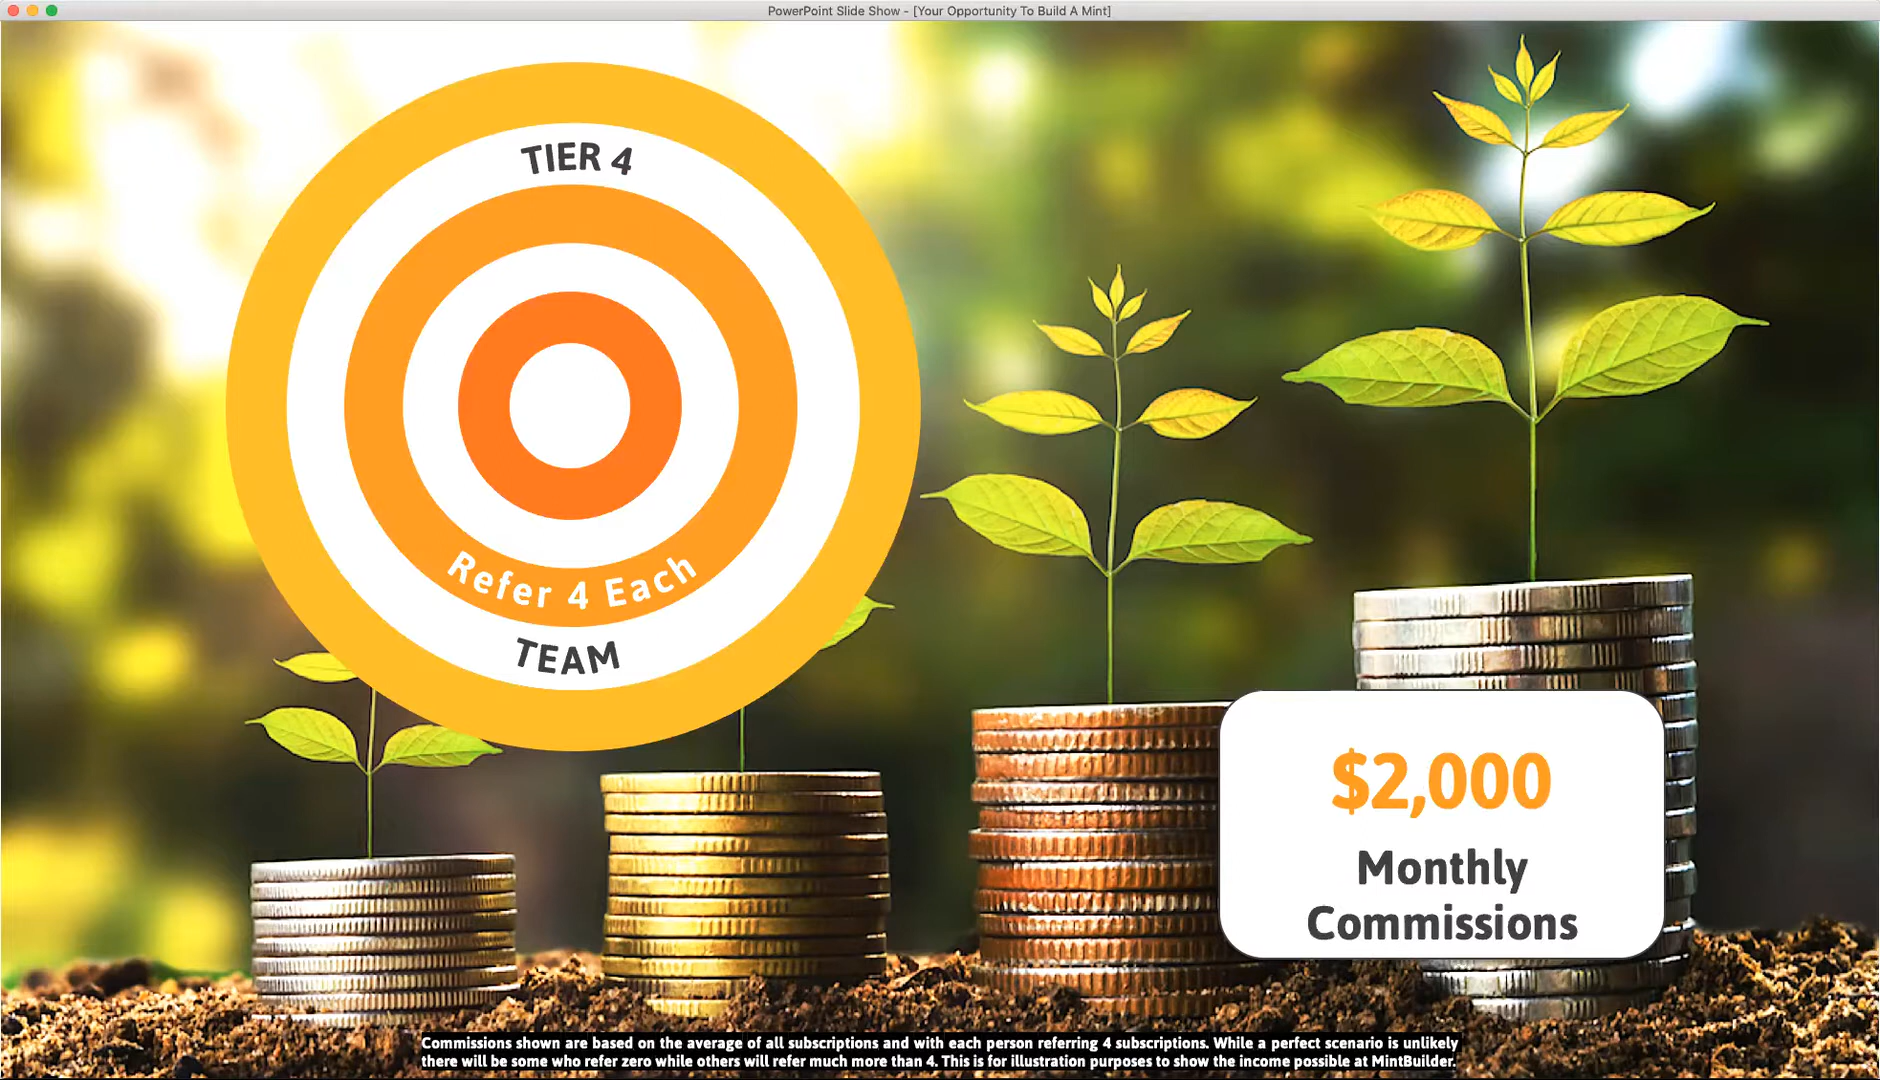 PowerPoint Slide Show - [Your Opportunity To Build A Mint]
TIER 4
Refer 4 Each
TEAM
$2,000
Monthly
Commissions
Commissions shown are based on the average of all subscriptions and with each person referring 4 subscriptions. While a perfect scenario is unlikely
there will be some who refer zero while others will refer much more than 4. This is for illustration purposes to show the income possible at MintBuilder.